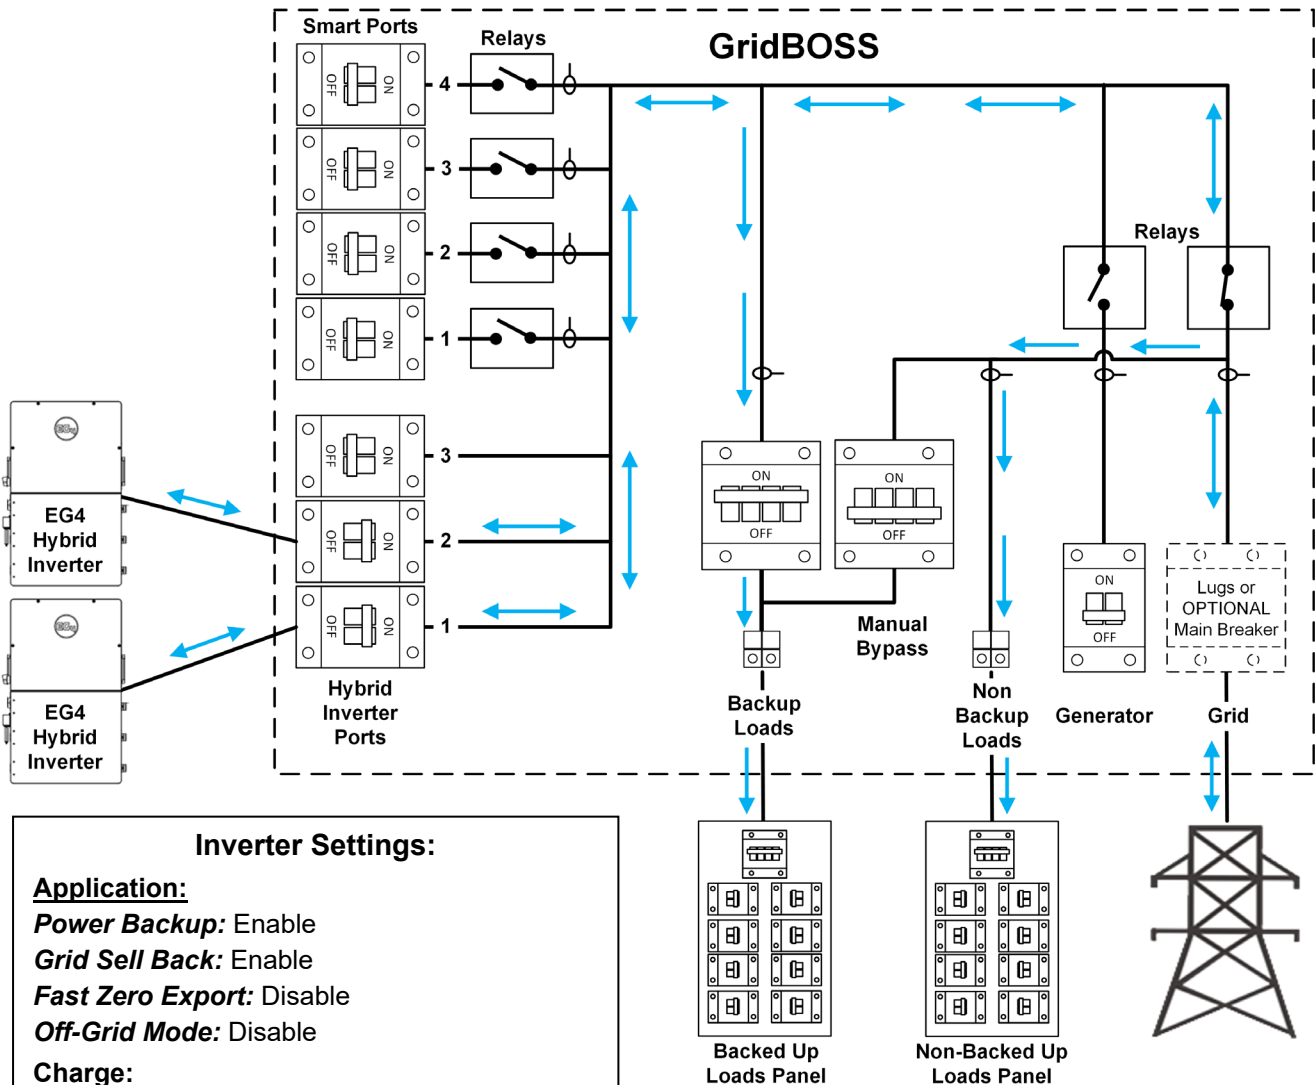 GridBOSS
Smart Ports
Relays
OFF
ON
4
OFF
ON
3
OFF
ON
2
OFF
ON
1
Relays
OFF
ON
3
OFF
ON
2
OFF
ON
1
Hybrid
Inverter
Ports
EG4
EG4
Hybrid
Inverter
EG4
EG4
Hybrid
Inverter
ON
OFF
ON
OFF
Manual
Bypass
ON
OFF
Lugs or
OPTIONAL
Main Breaker
Backup
Loads
Non
Backup
Loads
Generator
Grid
Inverter Settings:
Application:
Power Backup: Enable
Grid Sell Back: Enable
Fast Zero Export: Disable
Off-Grid Mode: Disable
Charge:
Backed Up
Loads Panel
Non-Backed Up
Loads Panel